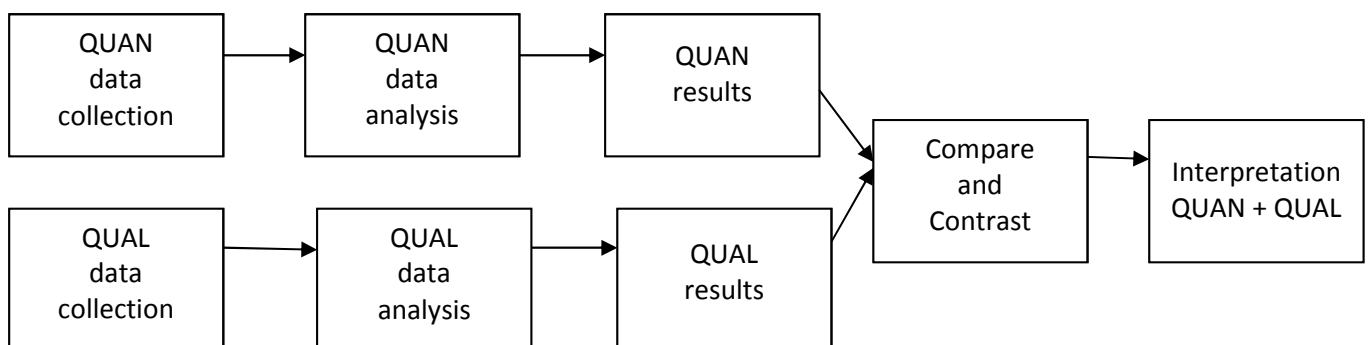 QUAN
data
collection
QUAN
data
analysis
QUAN
results
QUAL
data
collection
QUAL
data
analysis
QUAL
results
Compare
and
Contrast
Interpretation
QUAN + QUAL